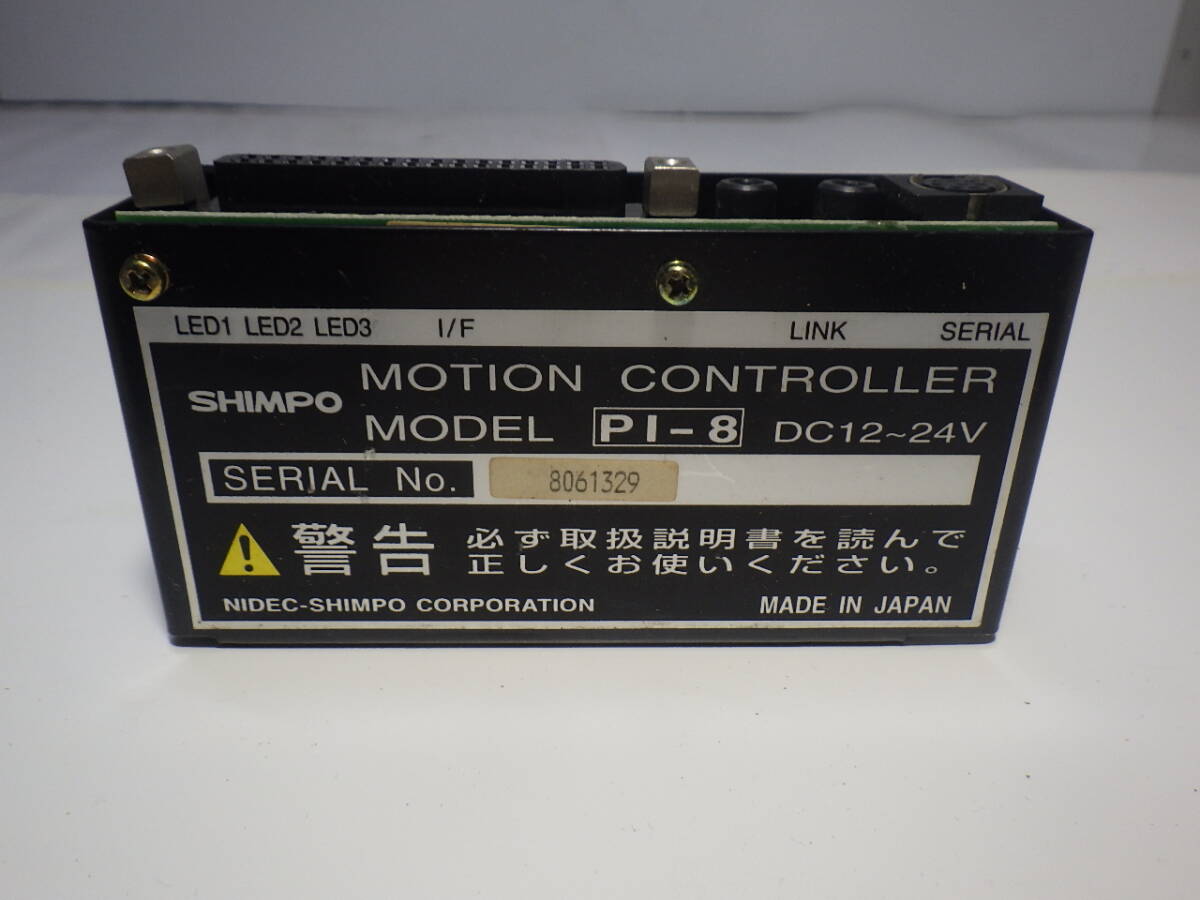 LED1 LED2 LED3 I/F LINK SERIAL
SHIMPO
MOTION CONTROLLER
MODEL PI-8 DC12~24V
SERIAL No. 8061329
警告
必ず取扱説明書を読んで
正しくお使いください。
NIDEC-SHIMPO CORPORATION MADE IN JAPAN